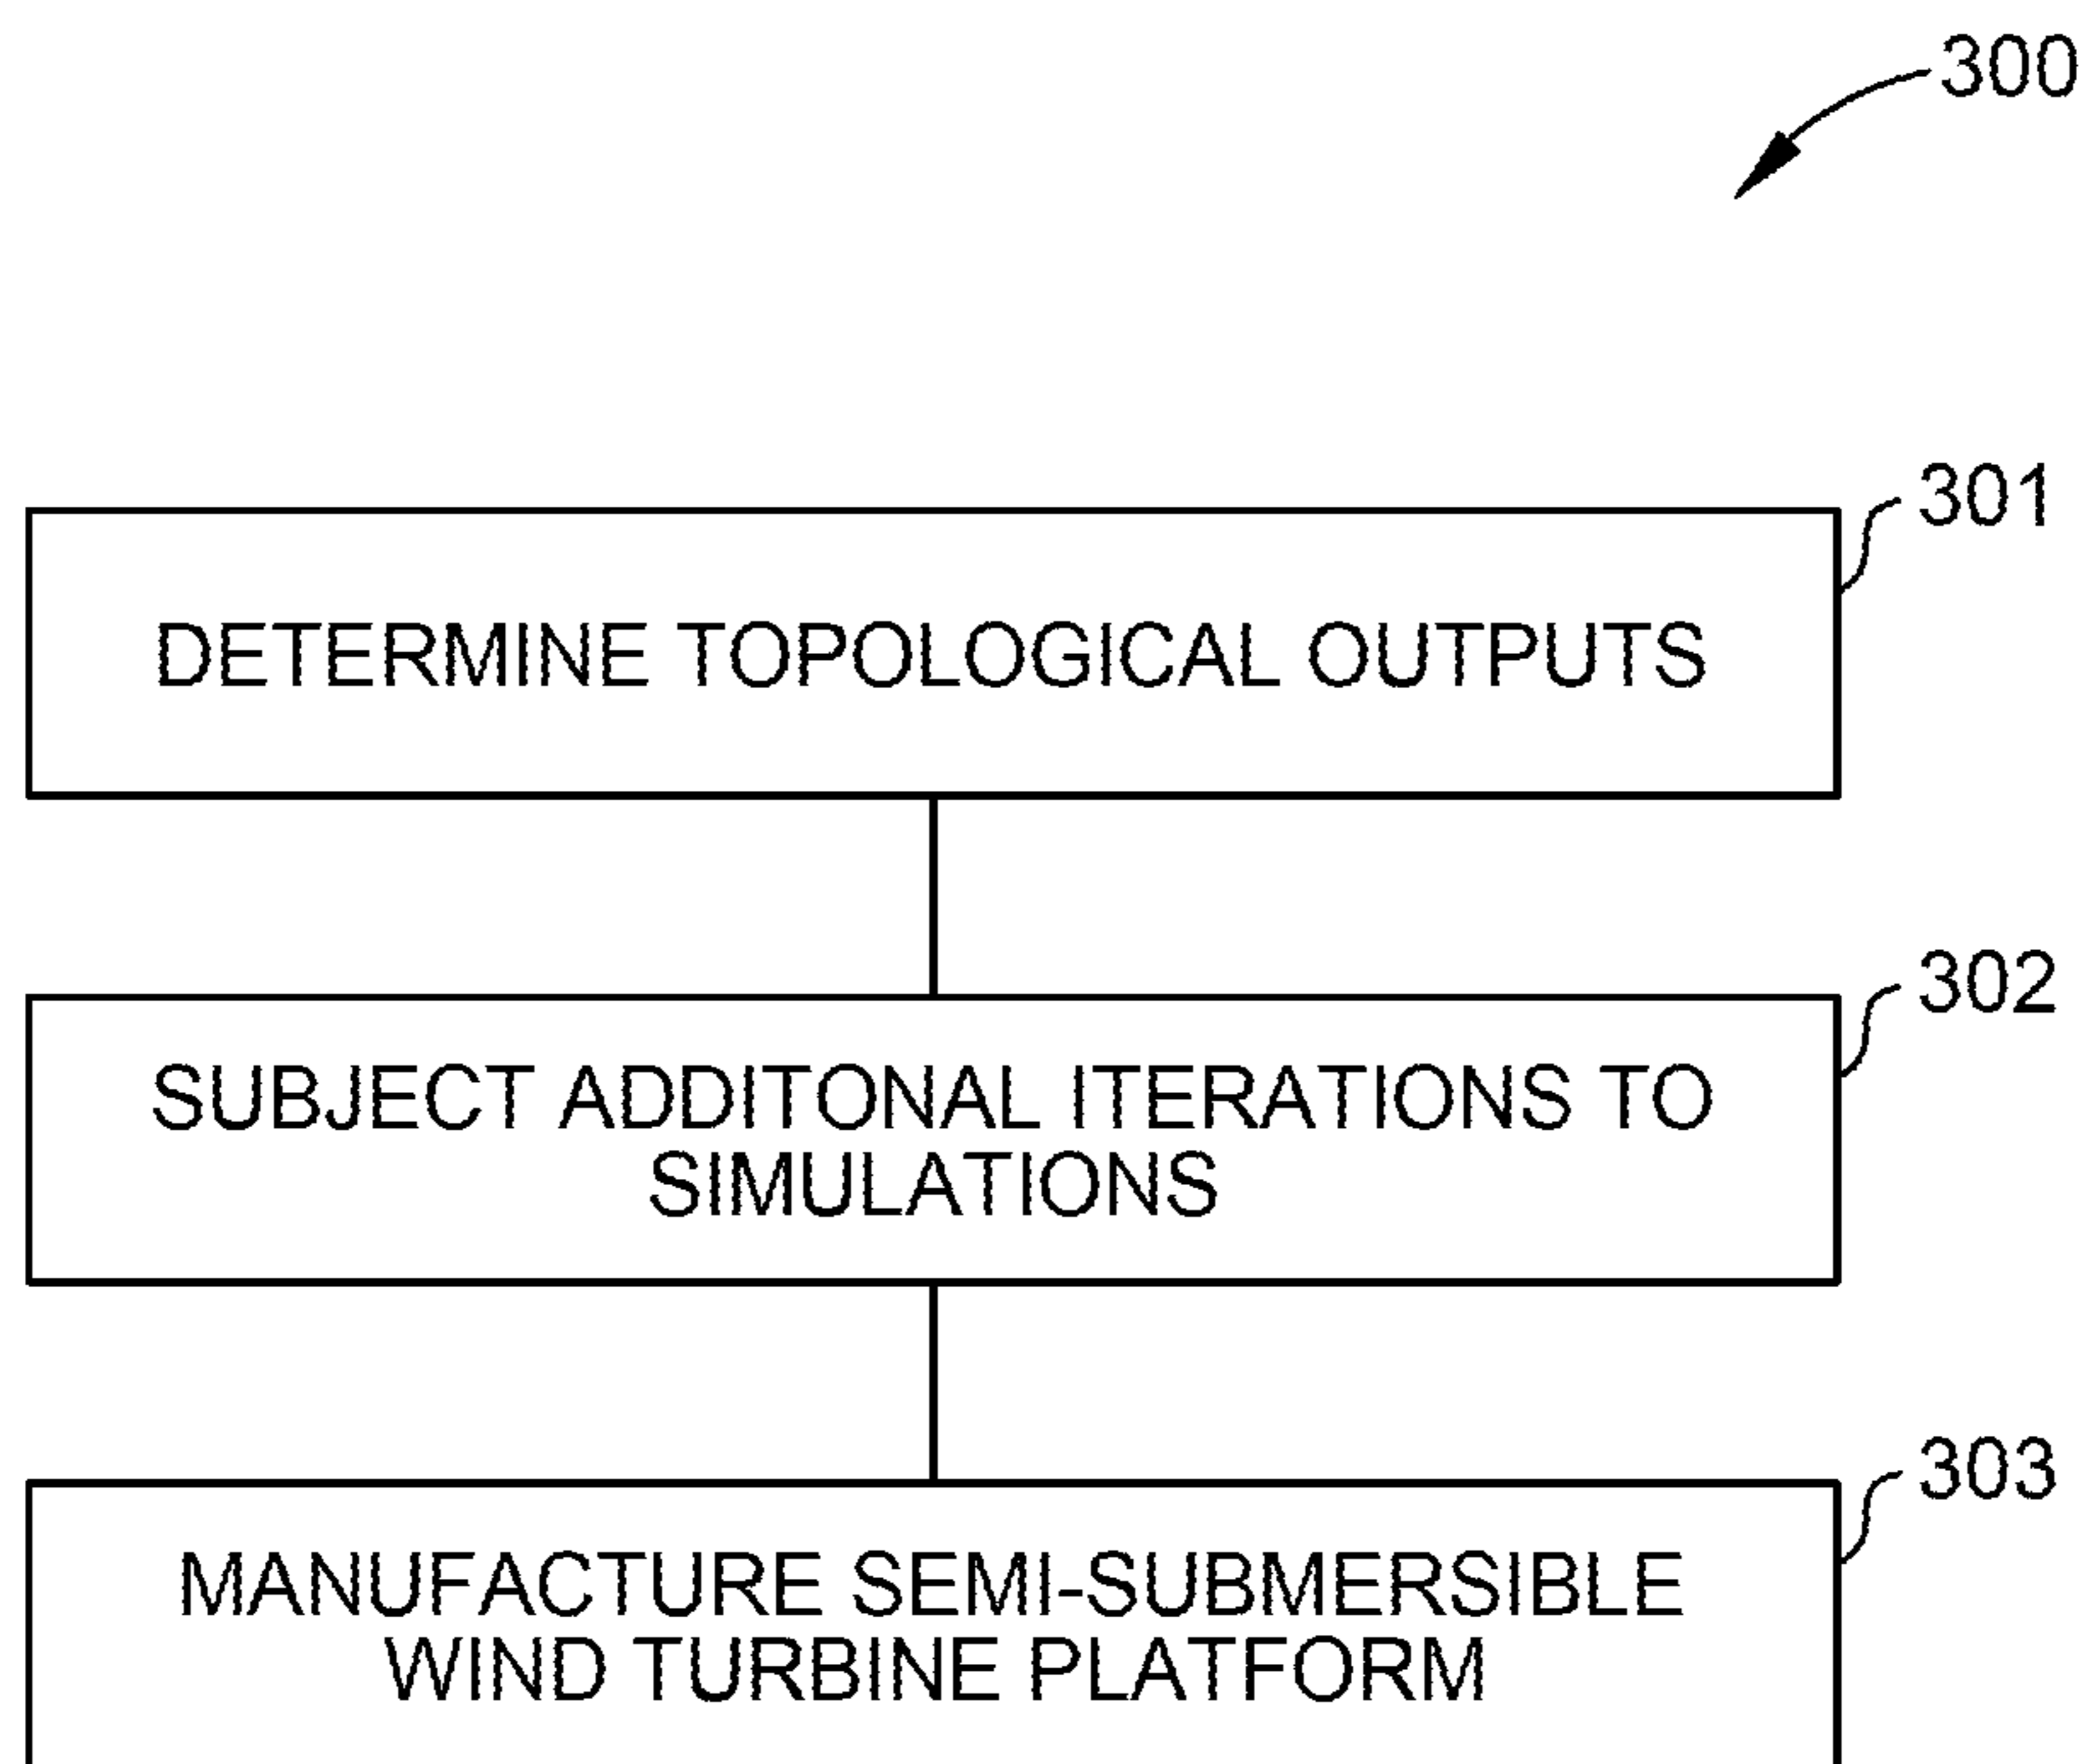 300
301
DETERMINE TOPOLOGICAL OUTPUTS
302
SUBJECT ADDITONAL ITERATIONS TO
SIMULATIONS
303
MANUFACTURE SEMI-SUBMERSIBLE
WIND TURBINE PLATFORM